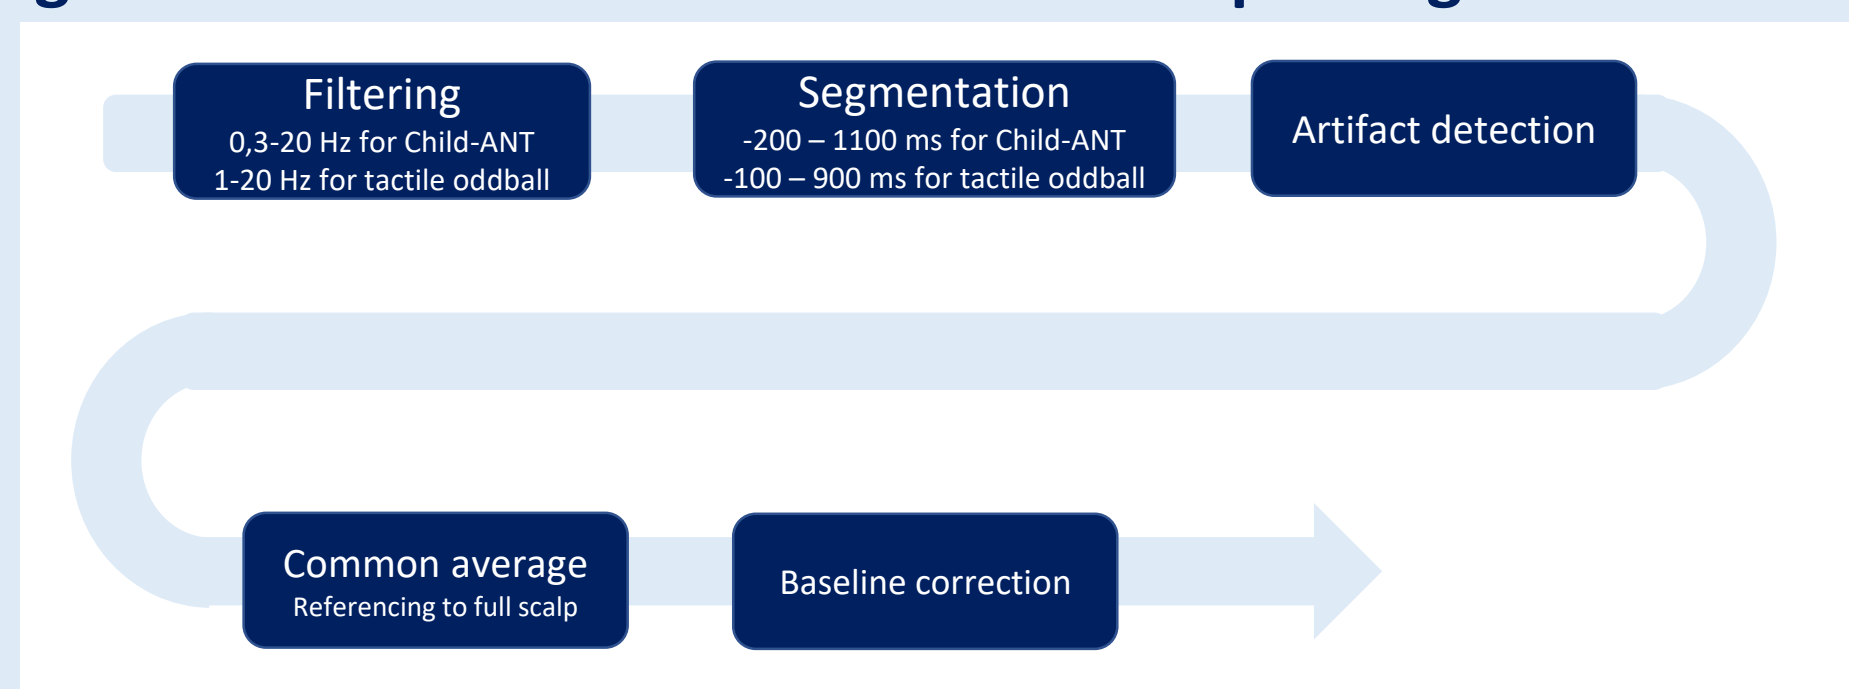 Filtering
0,3-20 Hz for Child-ANT
1-20 Hz for tactile oddball
Segmentation
-200 – 1100 ms for Child-ANT
-100 – 900 ms for tactile oddball
Artifact detection
Common average
Referencing to full scalp
Baseline correction